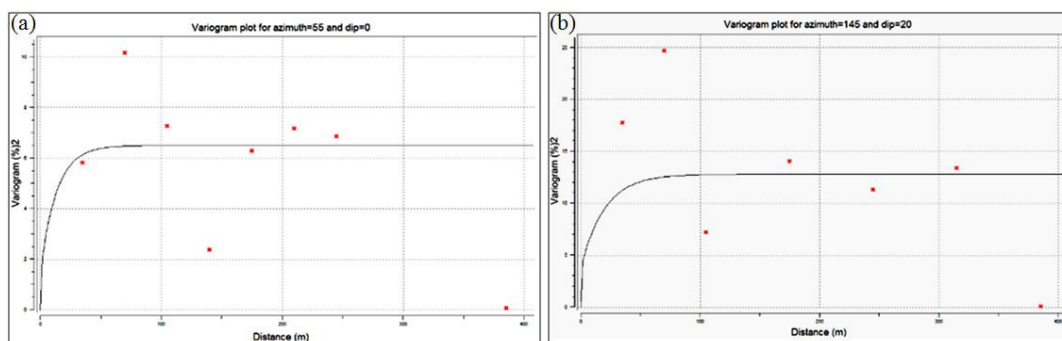 (a)
Variogram plot for azimuth=55 and dip=0
Variogram (%)2
10
8
6
4
2
0
0
100
200
300
400
Distance (m)
(b)
Variogram plot for azimuth=145 and dip=20
Variogram (%)2
25
20
15
10
5
0
0
100
200
300
400
Distance (m)